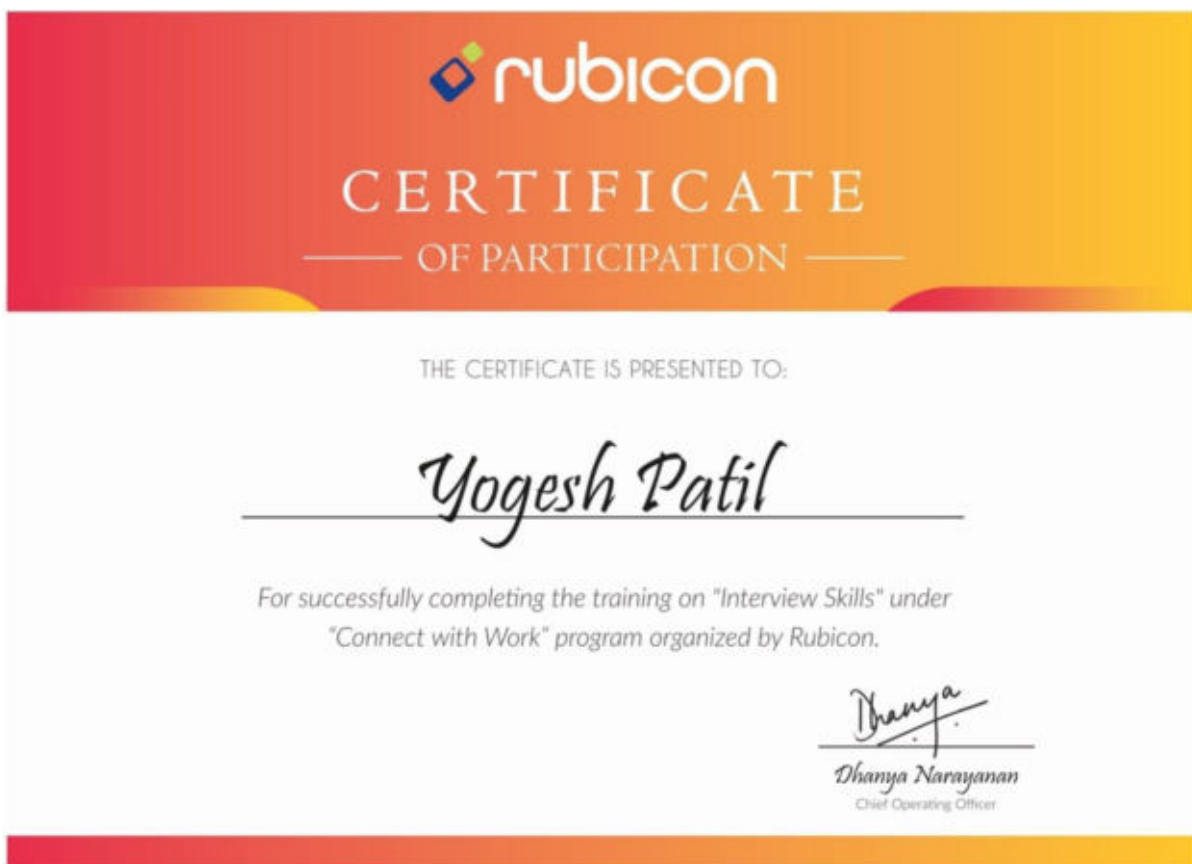 rubicon
CERTIFICATE
OF PARTICIPATION
THE CERTIFICATE IS PRESENTED TO:
Yogesh Patil
For successfully completing the training on "Interview Skills" under
“Connect with Work” program organized by Rubicon.
Dhanya
Dhanya Narayanan
Chief Operating Officer